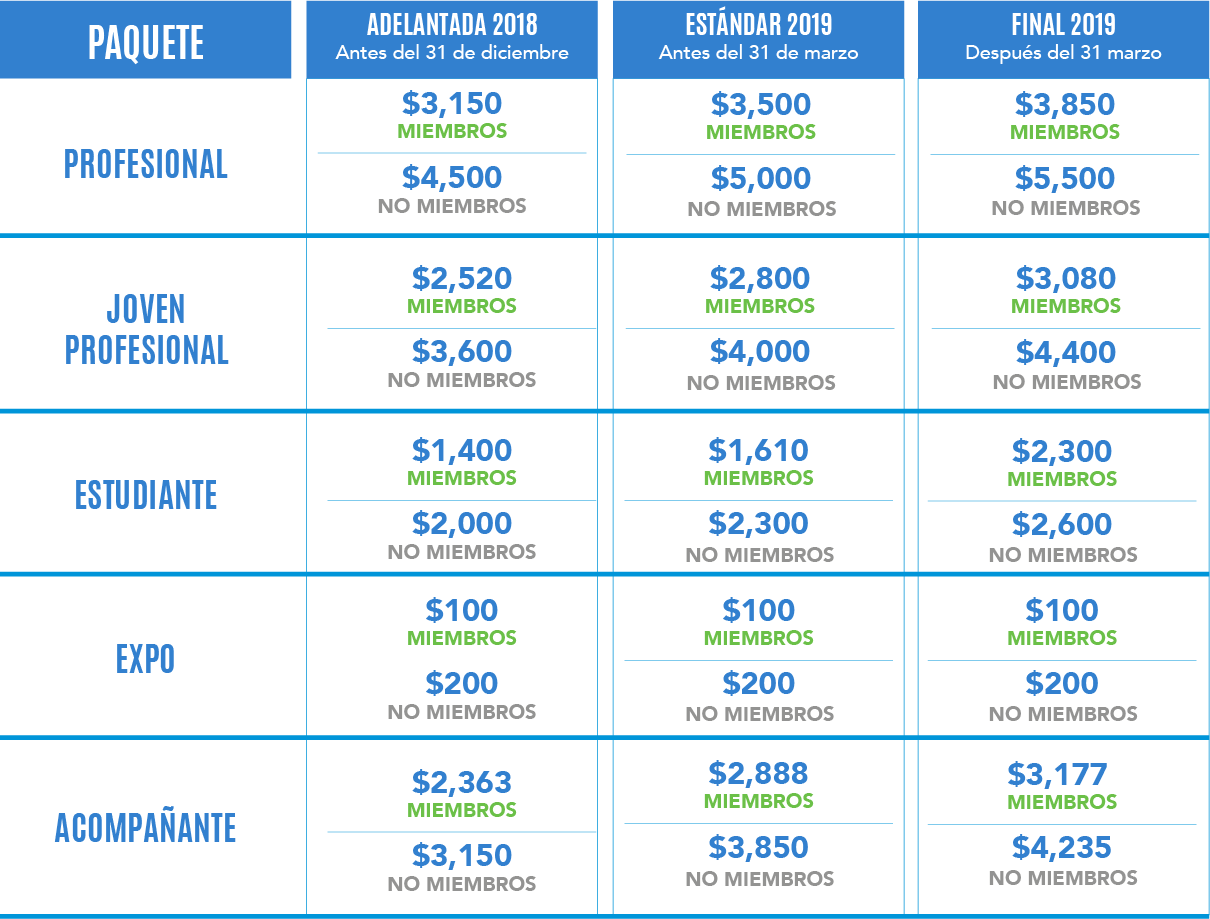 PAQUETE
ADELANTADA 2018
Antes del 31 de diciembre
ESTÁNDAR 2019
Antes del 31 de marzo
FINAL 2019
Después del 31 marzo
PROFESIONAL
$3,150
MIEMBROS
$4,500
NO MIEMBROS
$3,500
MIEMBROS
$5,000
NO MIEMBROS
$3,850
MIEMBROS
$5,500
NO MIEMBROS
JOVEN
PROFESIONAL
$2,520
MIEMBROS
$3,600
NO MIEMBROS
$2,800
MIEMBROS
$4,000
NO MIEMBROS
$3,080
MIEMBROS
$4,400
NO MIEMBROS
ESTUDIANTE
$1,400
MIEMBROS
$2,000
NO MIEMBROS
$1,610
MIEMBROS
$2,300
NO MIEMBROS
$2,300
MIEMBROS
$2,600
NO MIEMBROS
EXPO
$100
MIEMBROS
$200
NO MIEMBROS
$100
MIEMBROS
$200
NO MIEMBROS
$100
MIEMBROS
$200
NO MIEMBROS
ACOMPAÑANTE
$2,363
MIEMBROS
$3,150
NO MIEMBROS
$2,888
MIEMBROS
$3,850
NO MIEMBROS
$3,177
MIEMBROS
$4,235
NO MIEMBROS